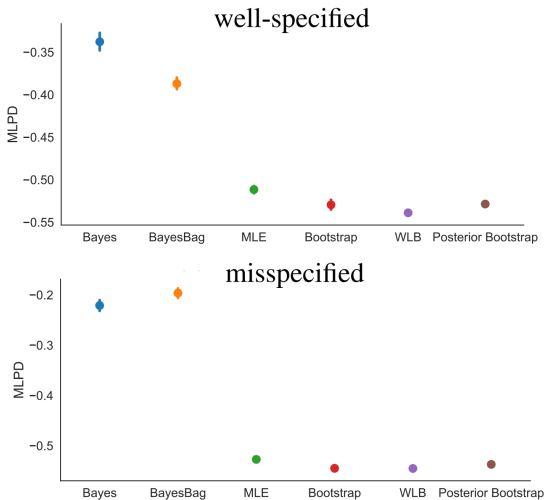 well-specified
MLPD
−0.35
−0.40
−0.45
−0.50
−0.55
Bayes BayesBag MLE Bootstrap WLB Posterior Bootstrap
misspecified
MLPD
−0.2
−0.3
−0.4
−0.5
Bayes BayesBag MLE Bootstrap WLB Posterior Bootstrap